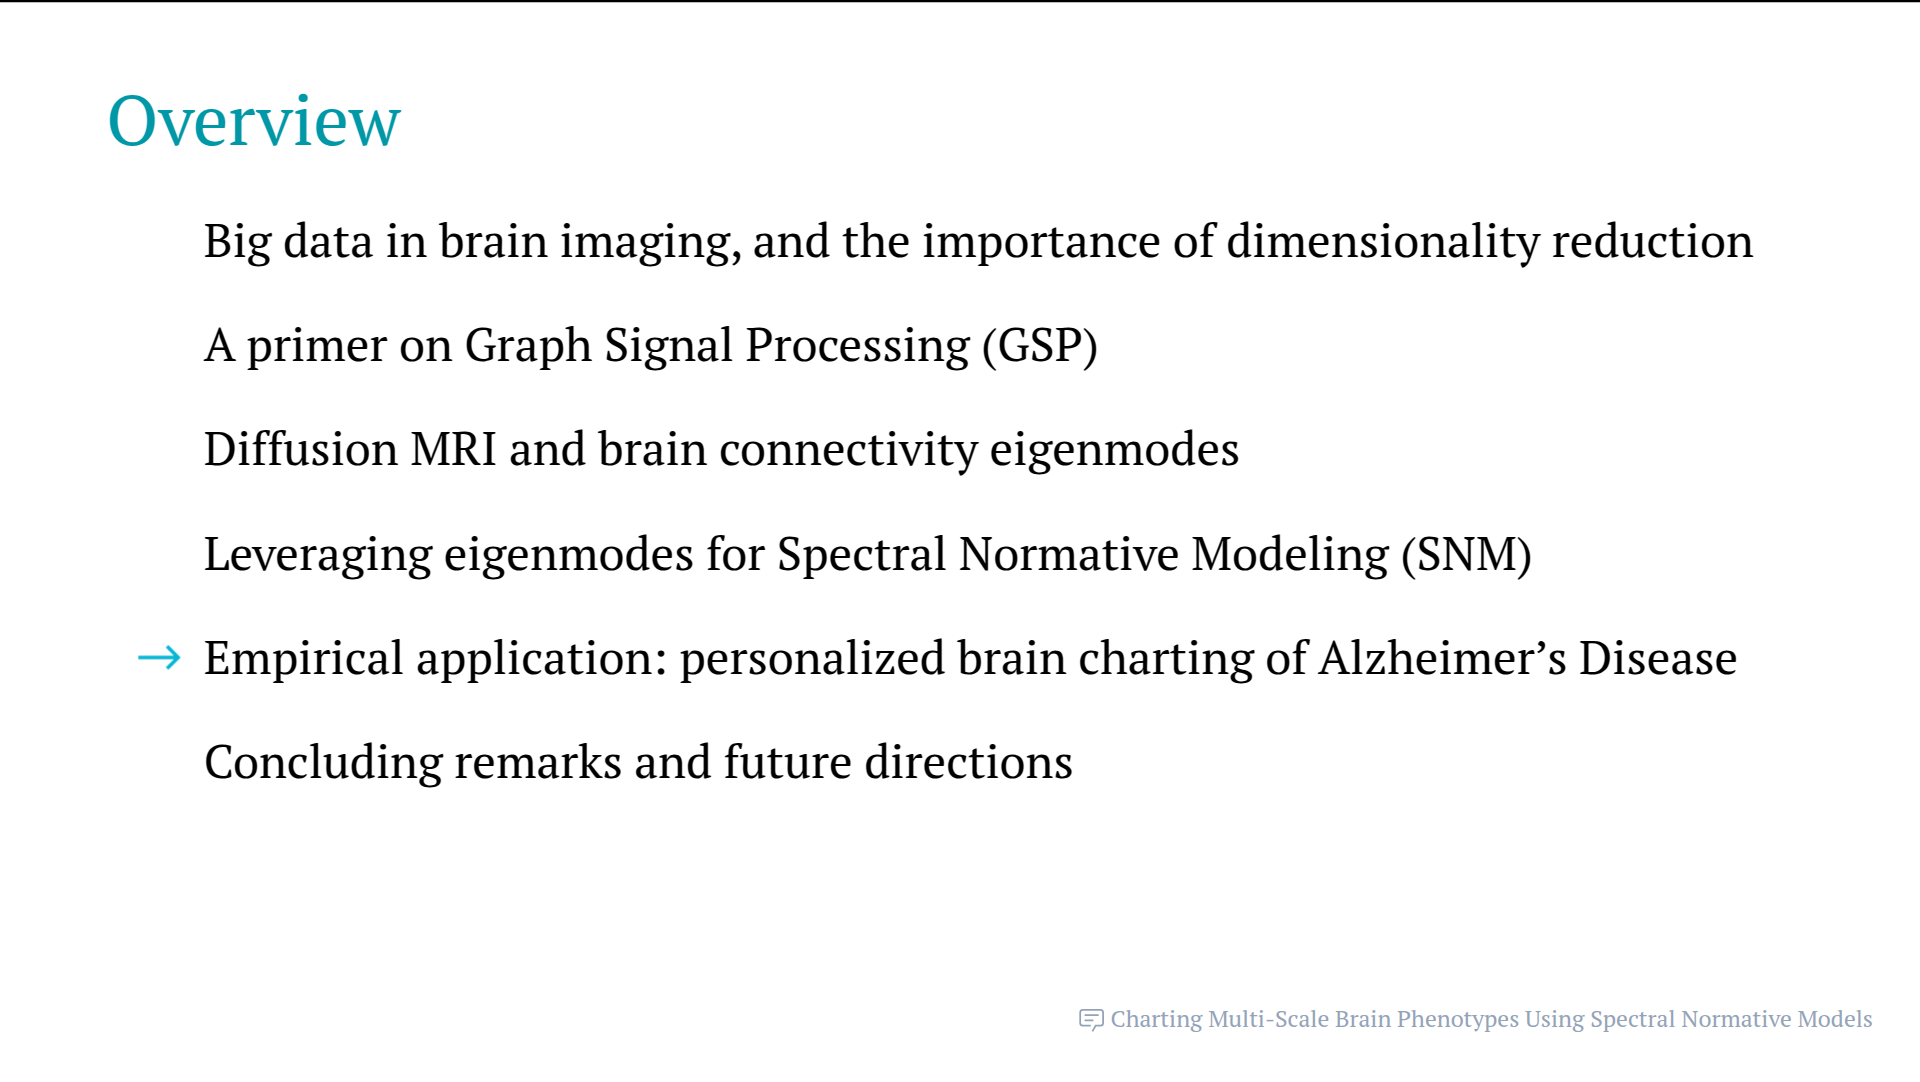 Overview
Big data in brain imaging, and the importance of dimensionality reduction
A primer on Graph Signal Processing (GSP)
Diffusion MRI and brain connectivity eigenmodes
Leveraging eigenmodes for Spectral Normative Modeling (SNM)
→ Empirical application: personalized brain charting of Alzheimer’s Disease
Concluding remarks and future directions
Charting Multi-Scale Brain Phenotypes Using Spectral Normative Models